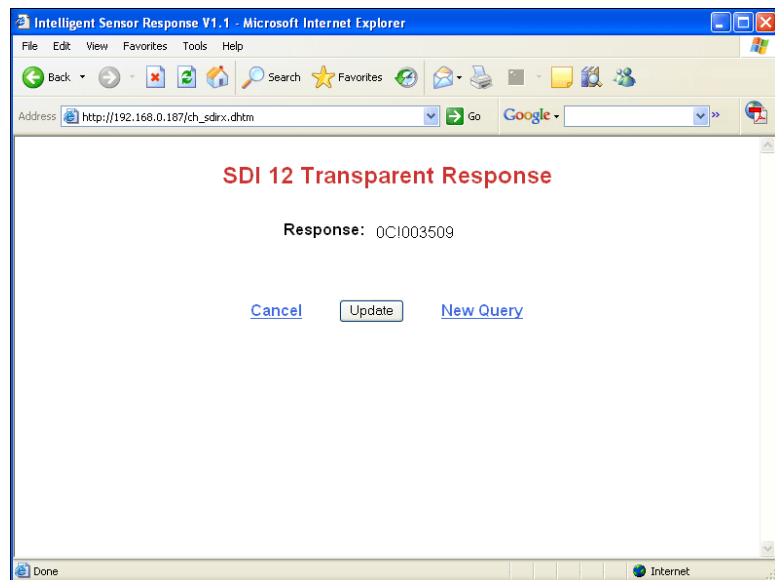 Intelligent Sensor Response V1.1 - Microsoft Internet Explorer
File Edit View Favorites Tools Help
Back Search Favorites
Address http://192.168.0.187/ch_sdirx.dhtm Go Google
SDI 12 Transparent Response
Response: 0C!003509
Cancel Update New Query
Done Internet